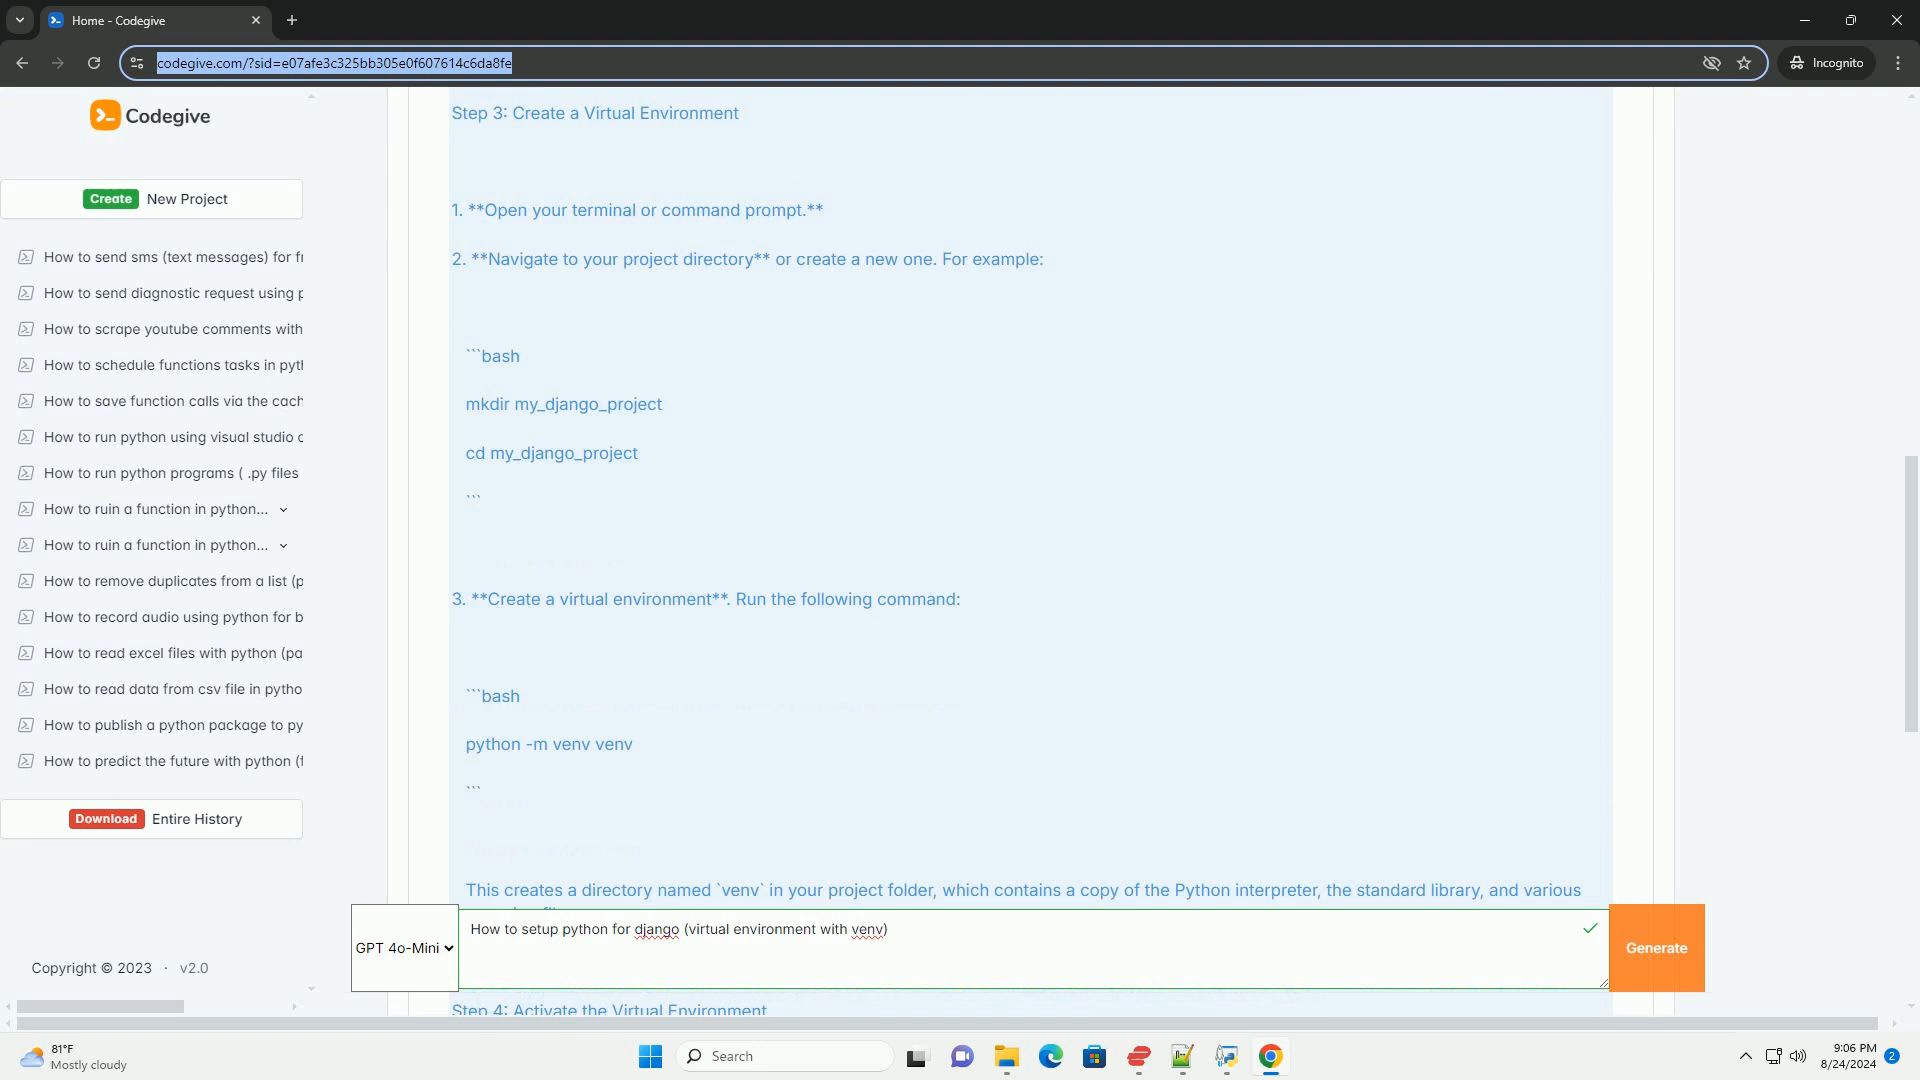 Home - Codegive
codegive.com/?sid=e07afe3c325bb305e0f607614c6da8fe
Incognito
Codegive
Create New Project
How to send sms (text messages) for fr
How to send diagnostic request using p
How to scrape youtube comments with
How to schedule functions tasks in pyth
How to save function calls via the cach
How to run python using visual studio c
How to run python programs ( .py files
How to ruin a function in python...
How to ruin a function in python...
How to remove duplicates from a list (p
How to record audio using python for b
How to read excel files with python (pa
How to read data from csv file in pytho
How to publish a python package to py
How to predict the future with python (f
Download Entire History
Copyright © 2023 · v2.0
Step 3: Create a Virtual Environment
1. **Open your terminal or command prompt.**
2. **Navigate to your project directory** or create a new one. For example:
```bash
mkdir my_django_project
cd my_django_project
```
3. **Create a virtual environment**. Run the following command:
```bash
python -m venv venv
```
This creates a directory named `venv` in your project folder, which contains a copy of the Python interpreter, the standard library, and various
GPT 4o-Mini
How to setup python for django (virtual environment with venv)
Generate
Step 4: Activate the Virtual Environment
81°F
Mostly cloudy
Search
9:06 PM
8/24/2024
2